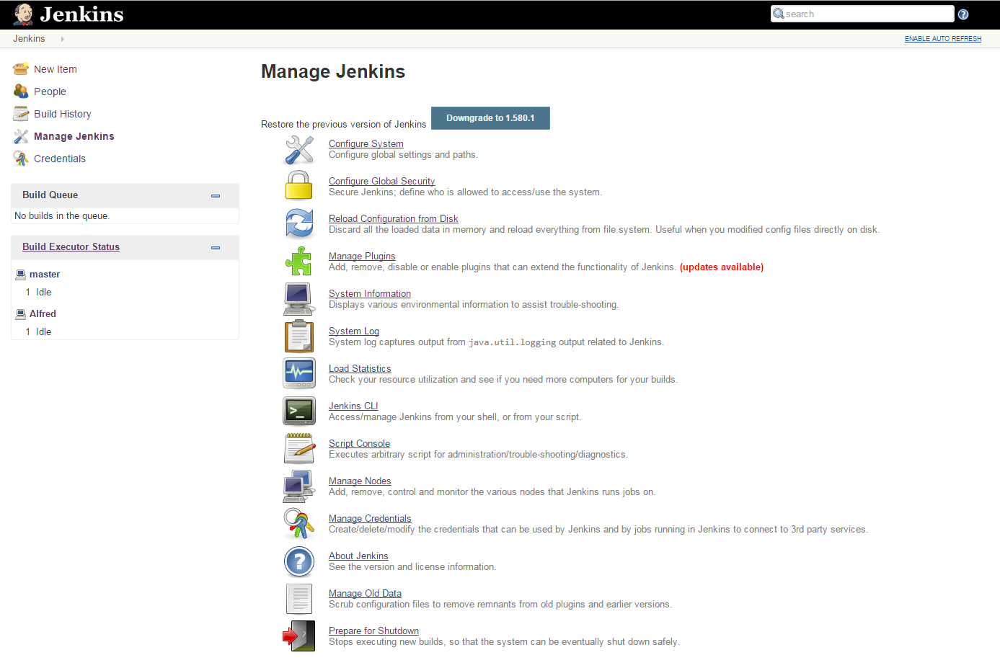 Jenkins
search
Jenkins
ENABLE AUTO REFRESH
New Item
People
Build History
Manage Jenkins
Credentials
Build Queue
No builds in the queue.
Build Executor Status
master
1 Idle
Alfred
1 Idle
Manage Jenkins
Restore the previous version of Jenkins Downgrade to 1.580.1
Configure System
Configure global settings and paths.
Configure Global Security
Secure Jenkins; define who is allowed to access/use the system.
Reload Configuration from Disk
Discard all the loaded data in memory and reload everything from file system. Useful when you modified config files directly on disk.
Manage Plugins
Add, remove, disable or enable plugins that can extend the functionality of Jenkins. (updates available)
System Information
Displays various environmental information to assist trouble-shooting.
System Log
System log captures output from java.util.logging output related to Jenkins.
Load Statistics
Check your resource utilization and see if you need more computers for your builds.
Jenkins CLI
Access/manage Jenkins from your shell, or from your script.
Script Console
Executes arbitrary script for administration/trouble-shooting/diagnostics.
Manage Nodes
Add, remove, control and monitor the various nodes that Jenkins runs jobs on.
Manage Credentials
Create/delete/modify the credentials that can be used by Jenkins and by jobs running in Jenkins to connect to 3rd party services.
About Jenkins
See the version and license information.
Manage Old Data
Scrub configuration files to remove remnants from old plugins and earlier versions.
Prepare for Shutdown
Stops executing new builds, so that the system can be eventually shut down safely.